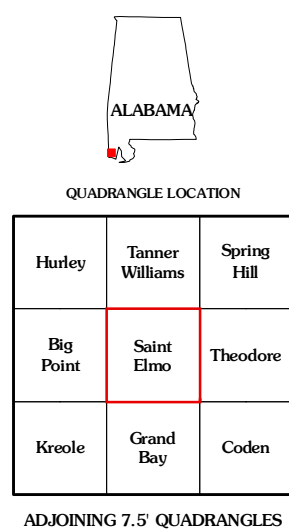 ALABAMA
QUADRANGLE LOCATION
Hurley
Tanner
Williams
Spring
Hill
Big
Point
Saint
Elmo
Theodore
Kreole
Grand
Bay
Coden
ADJOINING 7.5' QUADRANGLES